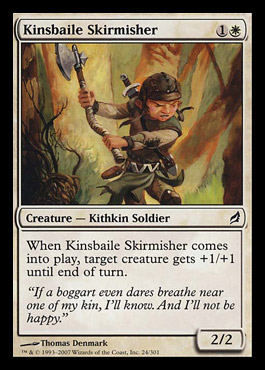 Kinsbaile Skirmisher 1
Creature — Kithkin Soldier
When Kinsbaile Skirmisher comes
into play, target creature gets +1/+1
until end of turn.
"If a boggart even dares breathe near
one of my kin, I'll know. And I'll not be
happy."
Thomas Denmark
2/2
™ & © 1993–2007 Wizards of the Coast, Inc. 24/301